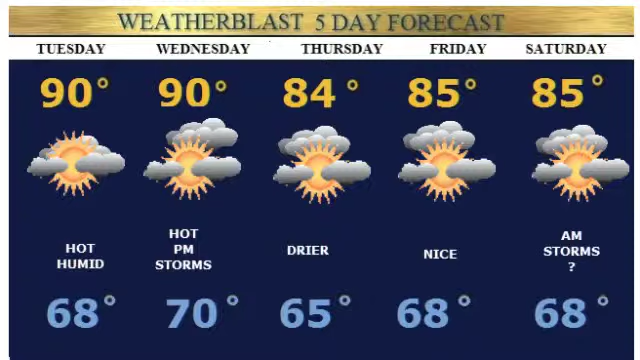 WEATHERBLAST 5 DAY FORECAST
TUESDAY WEDNESDAY THURSDAY FRIDAY SATURDAY
90° 90° 84° 85° 85°
HOT
HUMID
HOT
PM
STORMS
DRIER
NICE
AM
STORMS
?
68° 70° 65° 68° 68°